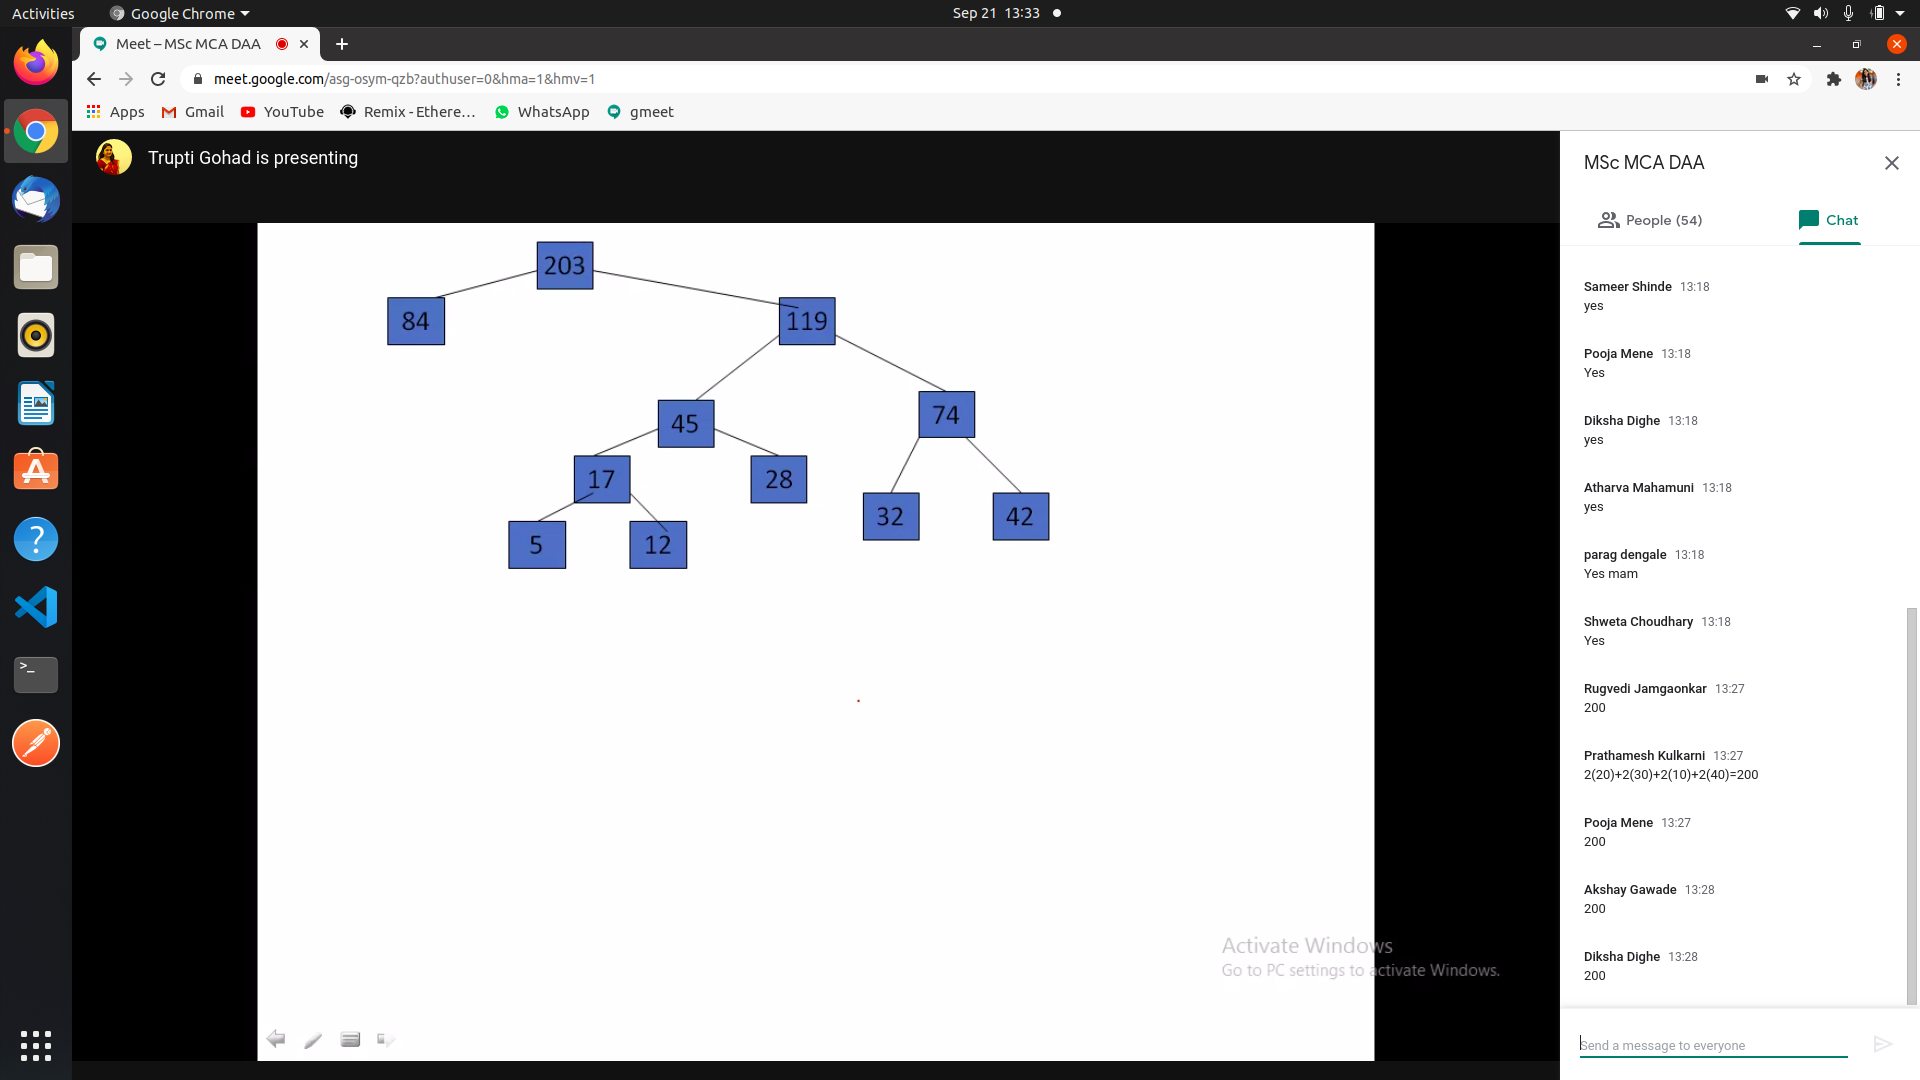 Activities
Google Chrome
Sep 21 13:33
Meet – MSc MCA DAA
meet.google.com/asg-osym-qzb?authuser=0&hma=1&hmv=1
Apps
Gmail
YouTube
Remix - Ethere…
WhatsApp
gmeet
Trupti Gohad is presenting
203
84
119
45
74
17
28
32
42
5
12
Activate Windows
Go to PC settings to activate Windows.
MSc MCA DAA
People (54)
Chat
Sameer Shinde 13:18
yes
Pooja Mene 13:18
Yes
Diksha Dighe 13:18
yes
Atharva Mahamuni 13:18
yes
parag dengale 13:18
Yes mam
Shweta Choudhary 13:18
Yes
Rugvedi Jamgaonkar 13:27
200
Prathamesh Kulkarni 13:27
2(20)+2(30)+2(10)+2(40)=200
Pooja Mene 13:27
200
Akshay Gawade 13:28
200
Diksha Dighe 13:28
200
Send a message to everyone